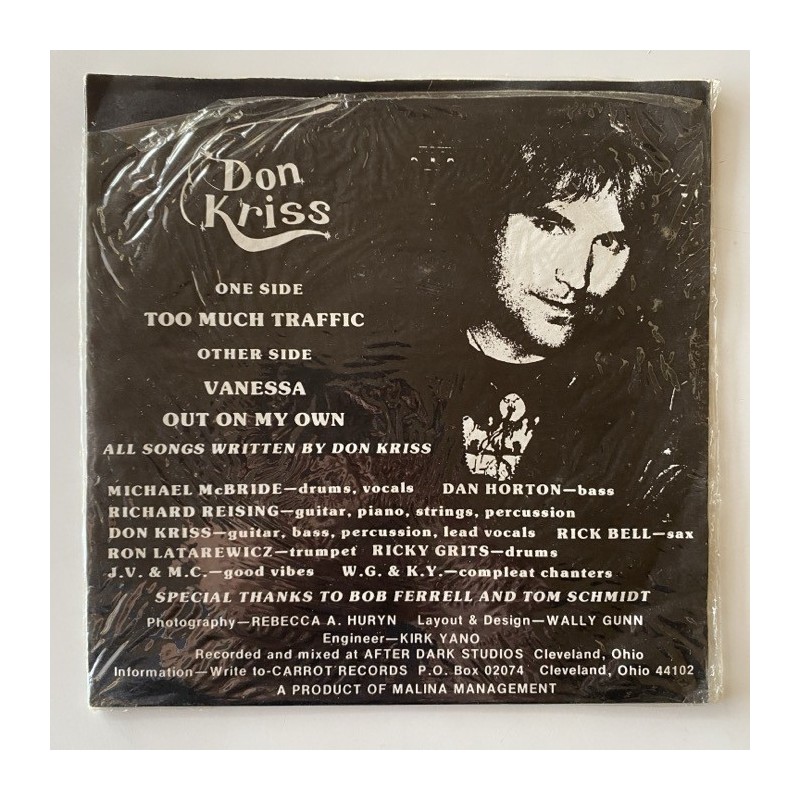 Don
Kriss
ONE SIDE
TOO MUCH TRAFFIC
OTHER SIDE
VANESSA
OUT ON MY OWN
ALL SONGS WRITTEN BY DON KRISS
MICHAEL McBRIDE—drums, vocals DAN HORTON—bass
RICHARD REISING—guitar, piano, strings, percussion
DON KRISS—guitar, bass, percussion, lead vocals RICK BELL—sax
RON LATAREWICZ—trumpet RICKY GRITS—drums
J.V. & M.C.—good vibes W.G. & K.Y.—compleat chanters
SPECIAL THANKS TO BOB FERRELL AND TOM SCHMIDT
Photography—REBECCA A. HURYN Layout & Design—WALLY GUNN
Engineer—KIRK YANO
Recorded and mixed at AFTER DARK STUDIOS Cleveland, Ohio
Information—Write to-CARROT RECORDS P.O. Box 02074 Cleveland, Ohio 44102
A PRODUCT OF MALINA MANAGEMENT